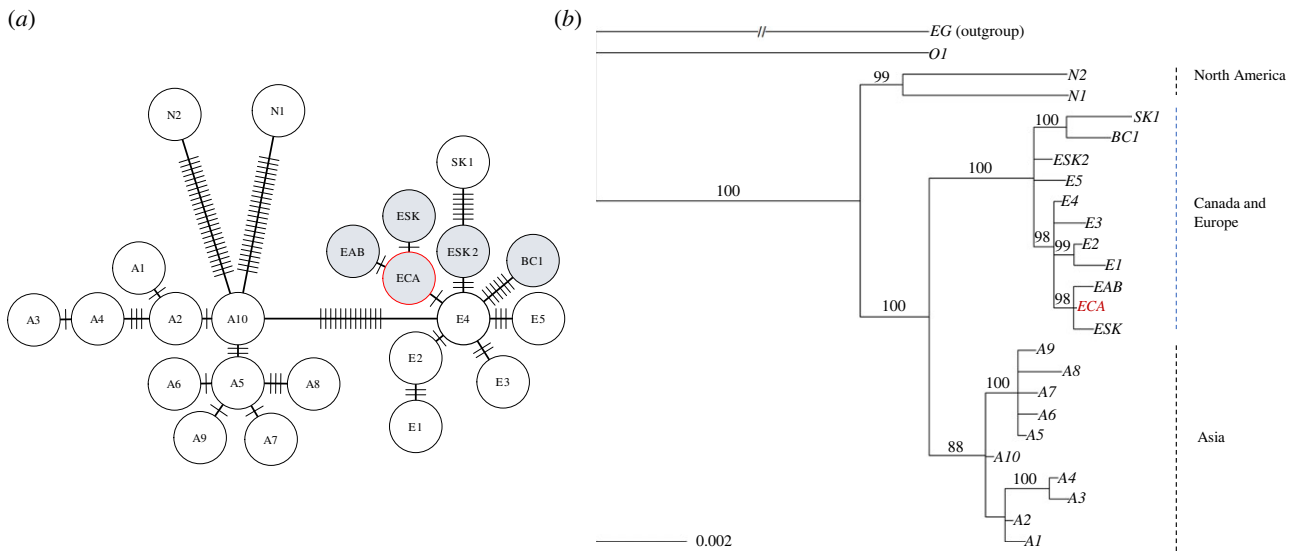 (a)
N2
N1
SK1
ESK
EAB
ESK2
BC1
ECA
A1
A3
A4
A2
A10
E4
E5
E2
E3
A6
A5
A8
A9
A7
E1
(b)
EG (outgroup)
O1
99
N2
N1
North America
100
SK1
BC1
100
ESK2
E5
E4
E3
98
99
E2
E1
EAB
98
ECA
ESK
Canada and
Europe
100
100
A9
A8
100
A7
A6
A5
88
A10
A4
100
A3
A2
A1
Asia
0.002